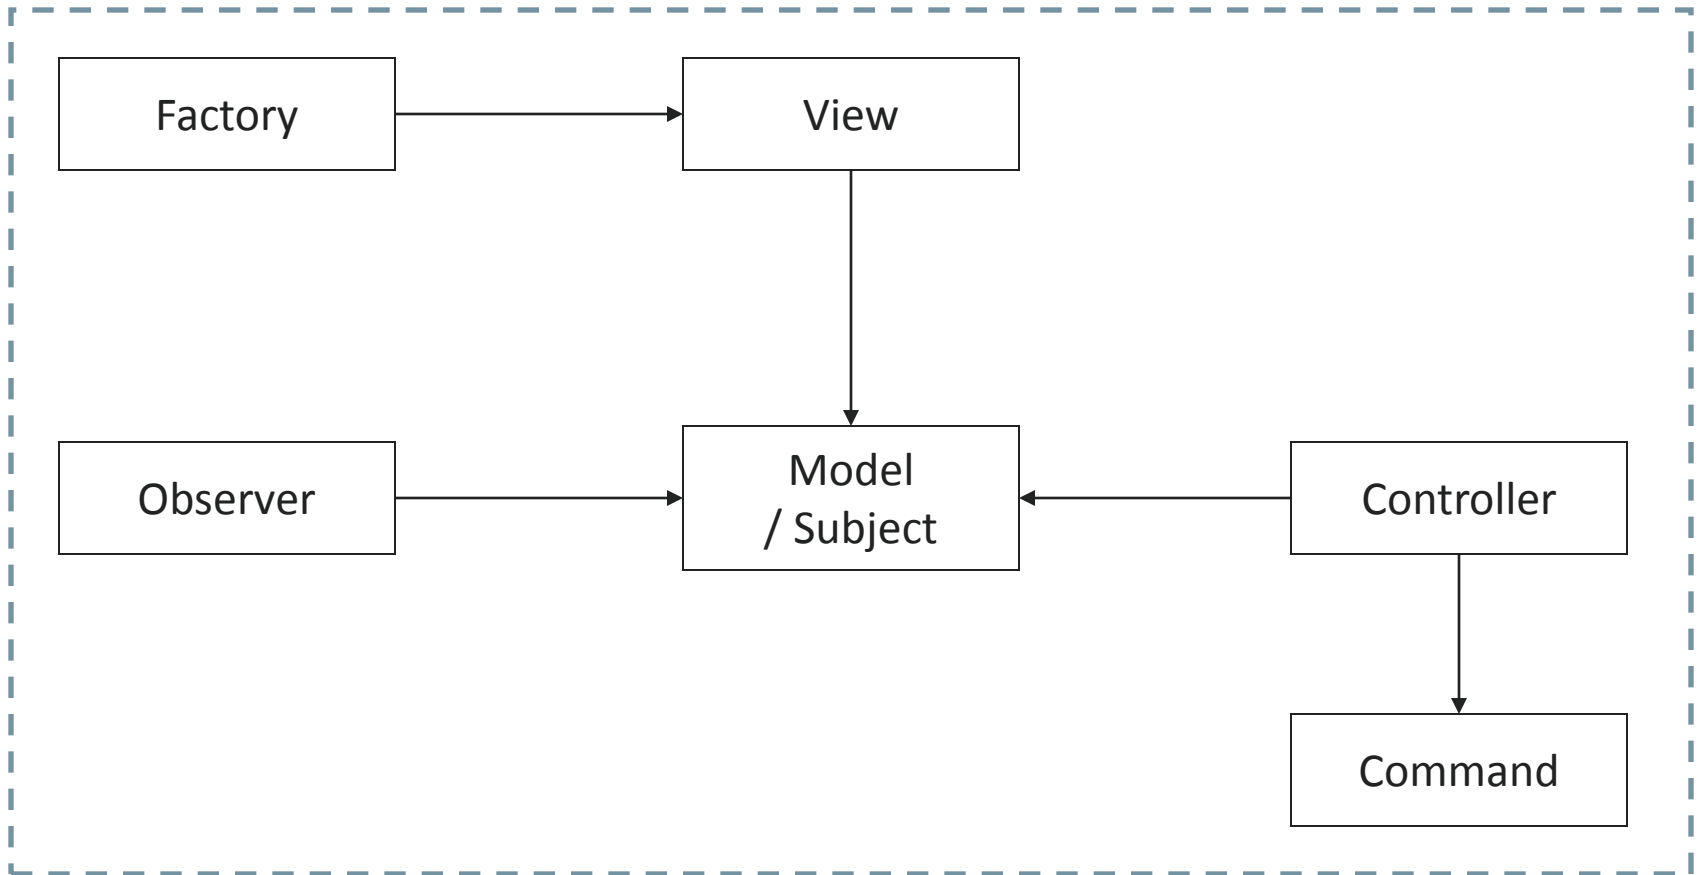 Factory
View
Observer
Model
/ Subject
Controller
Command